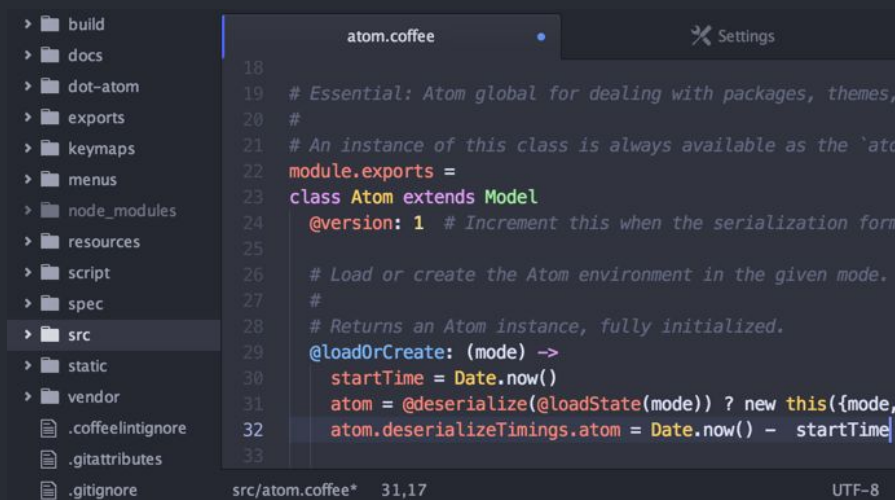 build
docs
dot-atom
exports
keymaps
menus
node_modules
resources
script
spec
src
static
vendor
.coffeelintignore
.gitattributes
.gitignore
atom.coffee
Settings
18
19 # Essential: Atom global for dealing with packages, themes,
20 #
21 # An instance of this class is always available as the `ato
22 module.exports =
23 class Atom extends Model
24 @version: 1 # Increment this when the serialization form
25
26 # Load or create the Atom environment in the given mode.
27 #
28 # Returns an Atom instance, fully initialized.
29 @loadOrCreate: (mode) ->
30 startTime = Date.now()
31 atom = @deserialize(@loadState(mode)) ? new this({mode,
32 atom.deserializeTimings.atom = Date.now() - startTime
33
src/atom.coffee* 31,17 UTF-8